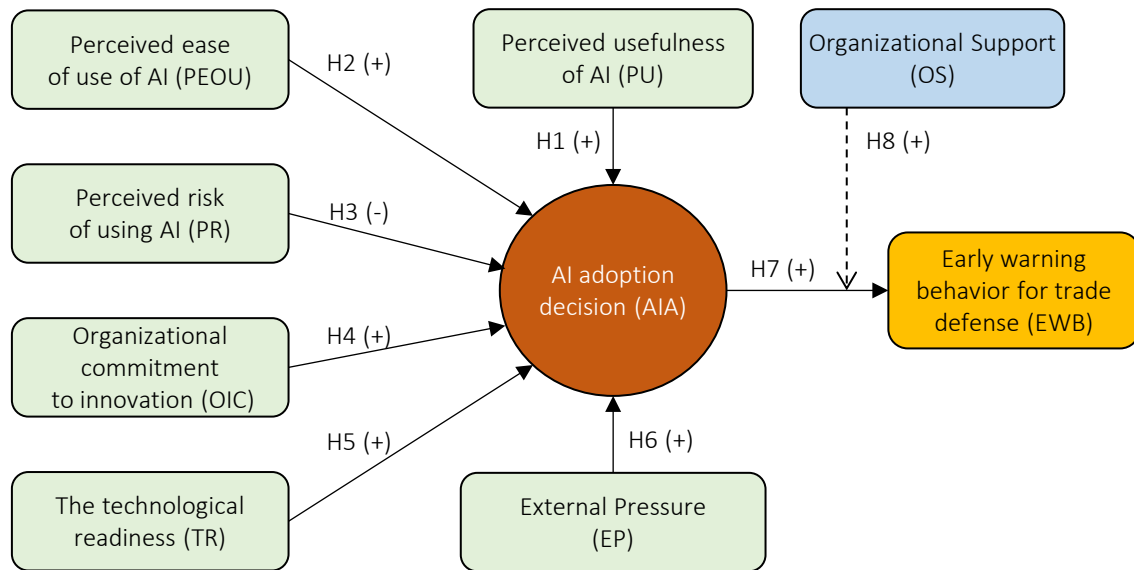 Perceived ease
of use of AI (PEOU)
H2 (+)
Perceived usefulness
of AI (PU)
H1 (+)
Organizational Support
(OS)
H8 (+)
Perceived risk
of using AI (PR)
H3 (-)
AI adoption
decision (AIA)
H7 (+)
Early warning
behavior for trade
defense (EWB)
Organizational
commitment
to innovation (OIC)
H4 (+)
The technological
readiness (TR)
H5 (+)
H6 (+)
External Pressure
(EP)